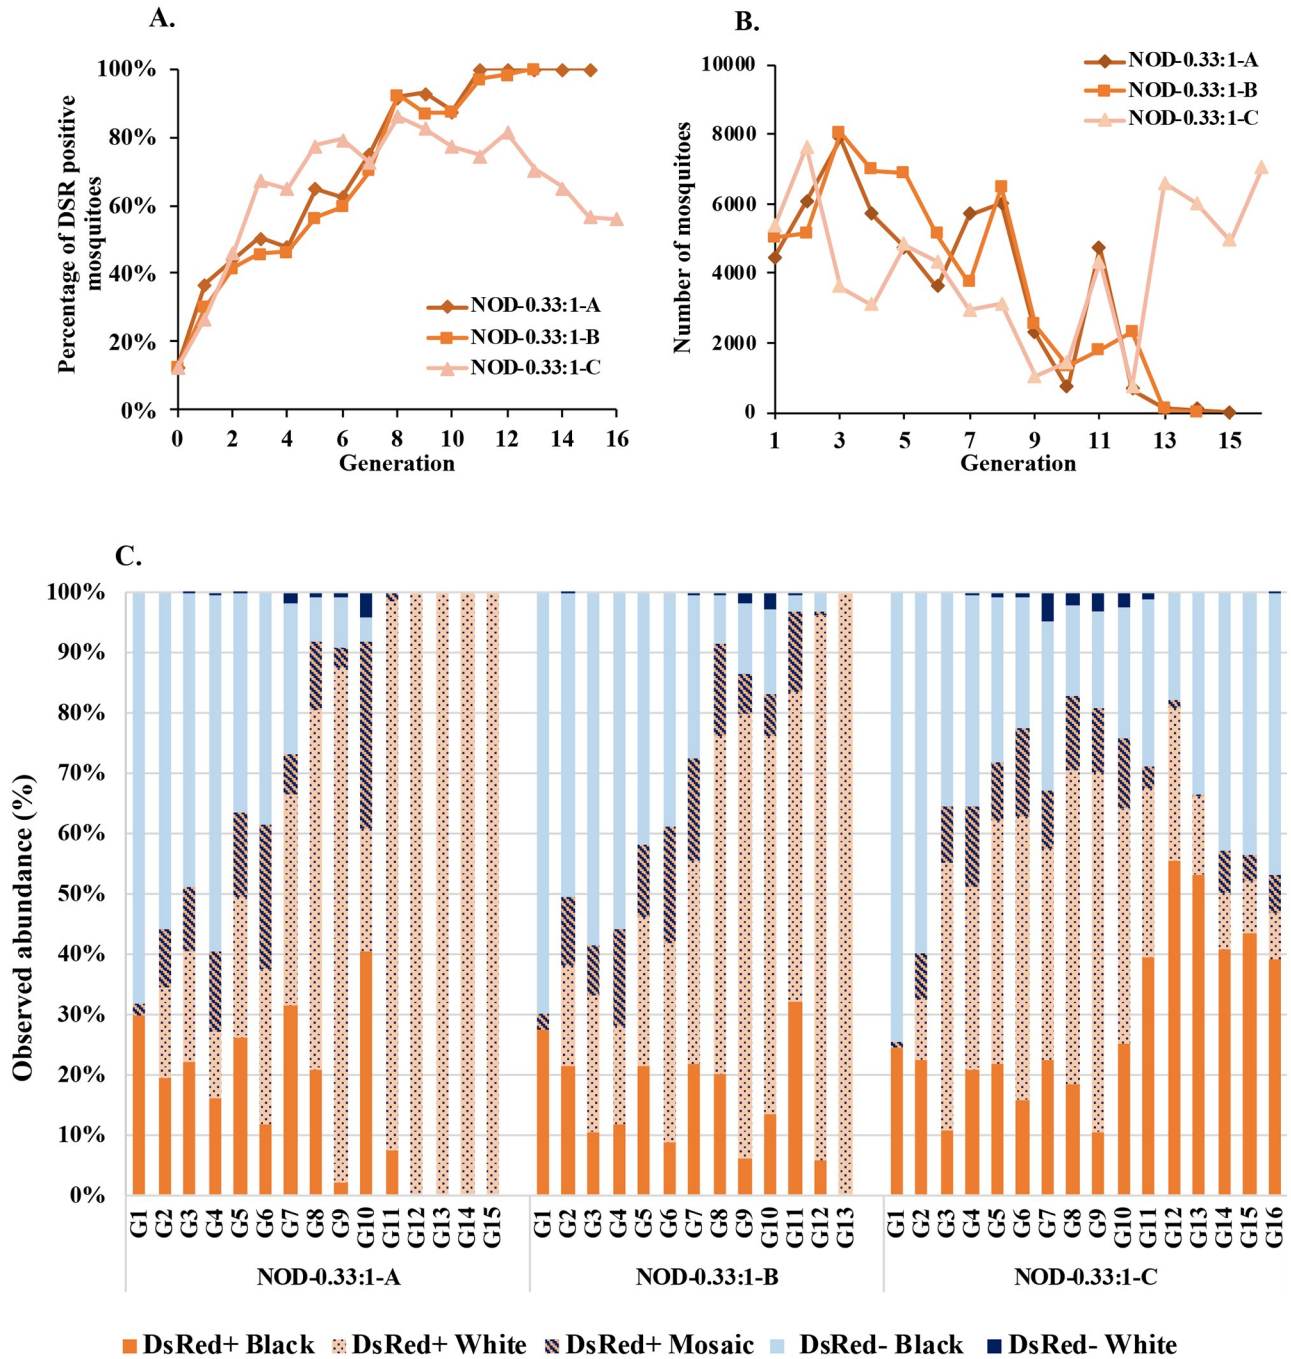 A.
100%
80%
60%
40%
20%
0%
Percentage of DSR positive
mosquitoes
NOD-0.33:1-A
NOD-0.33:1-B
NOD-0.33:1-C
0 2 4 6 8 10 12 14 16
Generation
B.
10000
8000
6000
4000
2000
0
Number of mosquitoes
NOD-0.33:1-A
NOD-0.33:1-B
NOD-0.33:1-C
1 3 5 7 9 11 13 15
Generation
C.
100%
90%
80%
70%
60%
50%
40%
30%
20%
10%
0%
Observed abundance (%)
G1 G2 G3 G4 G5 G6 G7 G8 G9 G10 G11 G12 G13 G14 G15
G1 G2 G3 G4 G5 G6 G7 G8 G9 G10 G11 G12 G13
G1 G2 G3 G4 G5 G6 G7 G8 G9 G10 G11 G12 G13 G14 G15 G16
NOD-0.33:1-A NOD-0.33:1-B NOD-0.33:1-C
DsRed+ Black DsRed+ White DsRed+ Mosaic DsRed- Black DsRed- White